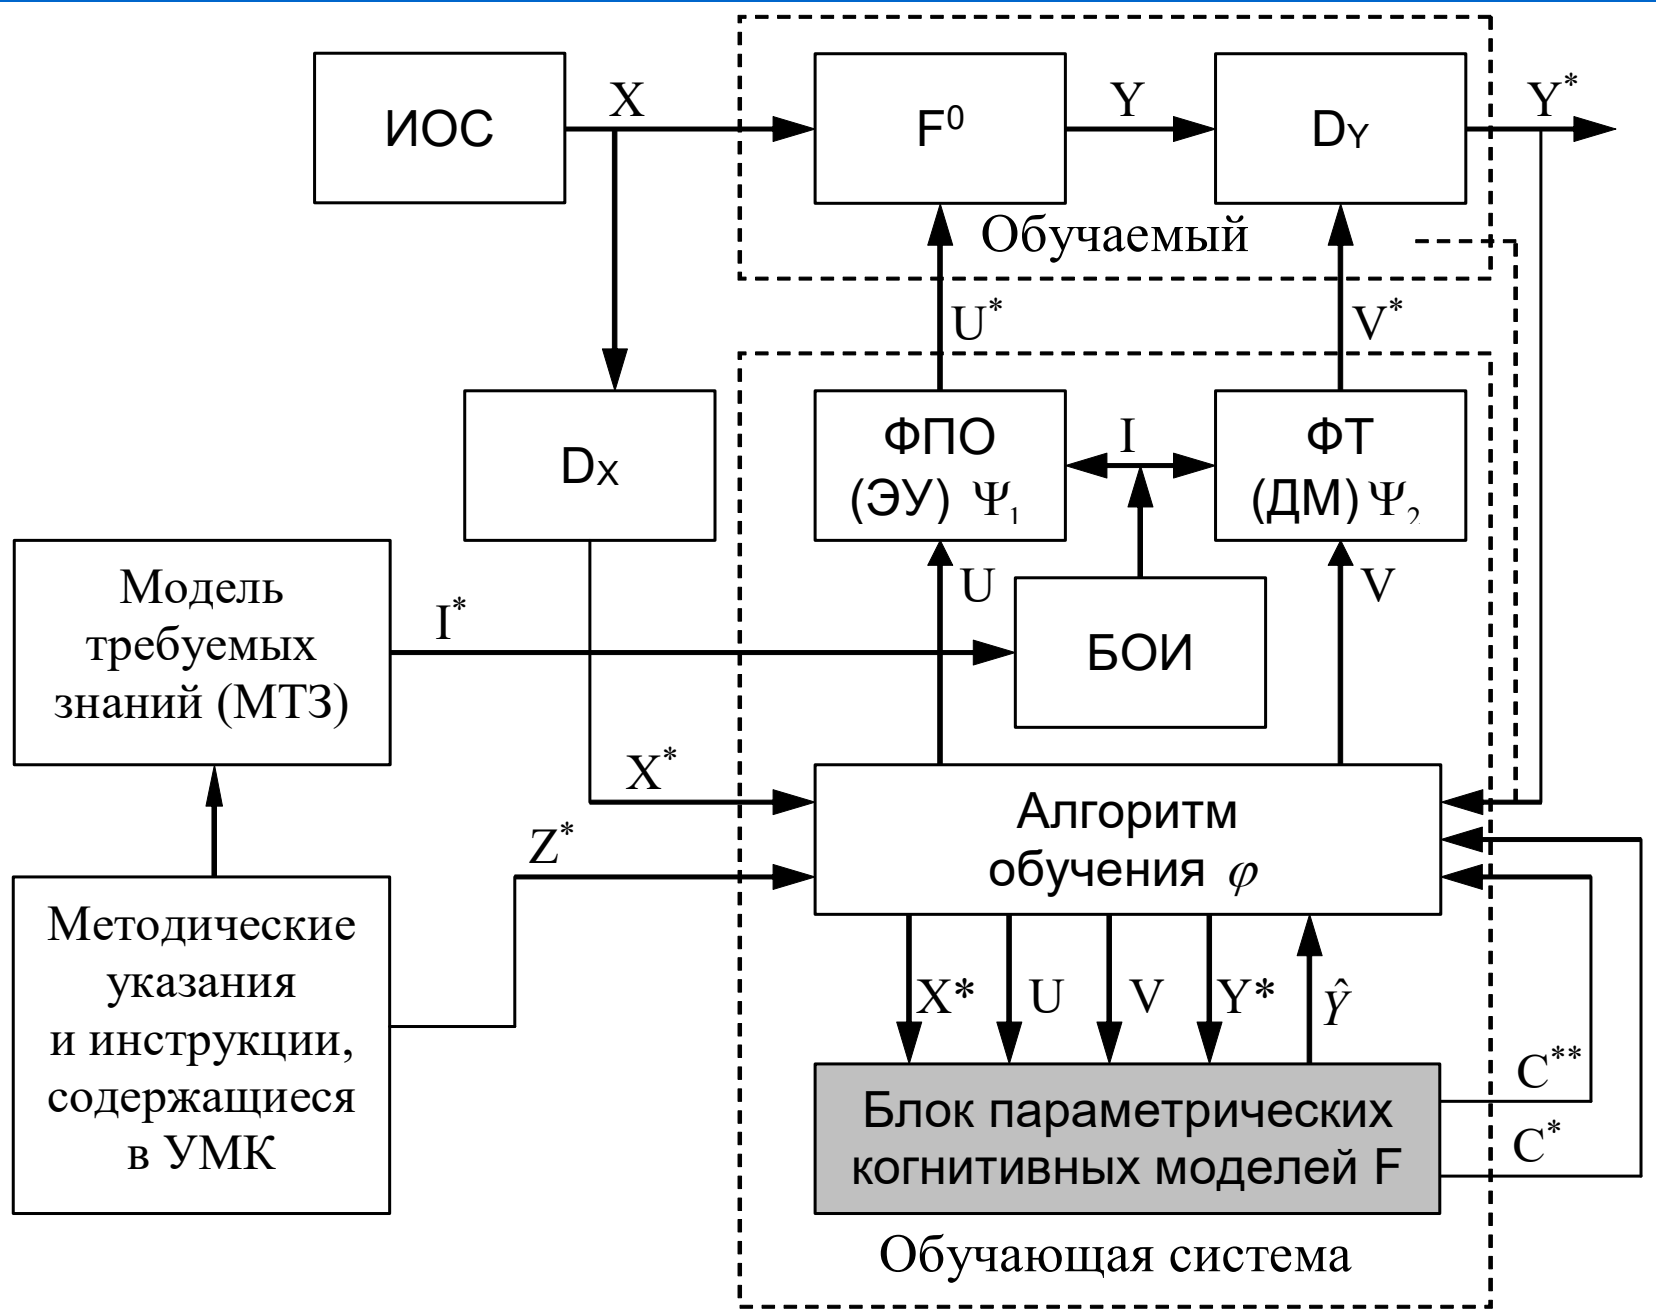 ИОС
X
F⁰
Y
DY
Y*
Обучаемый
U*
V*
DX
ФПО
(ЭУ) Ψ₁
I
ФТ
(ДМ) Ψ₂
Модель
требуемых
знаний (МТЗ)
I*
U
БОИ
V
X*
Z*
Алгоритм
обучения φ
Методические
указания
и инструкции,
содержащиеся
в УМК
X* U V Y* Ŷ
C**
C*
Блок параметрических
когнитивных моделей F
Обучающая система